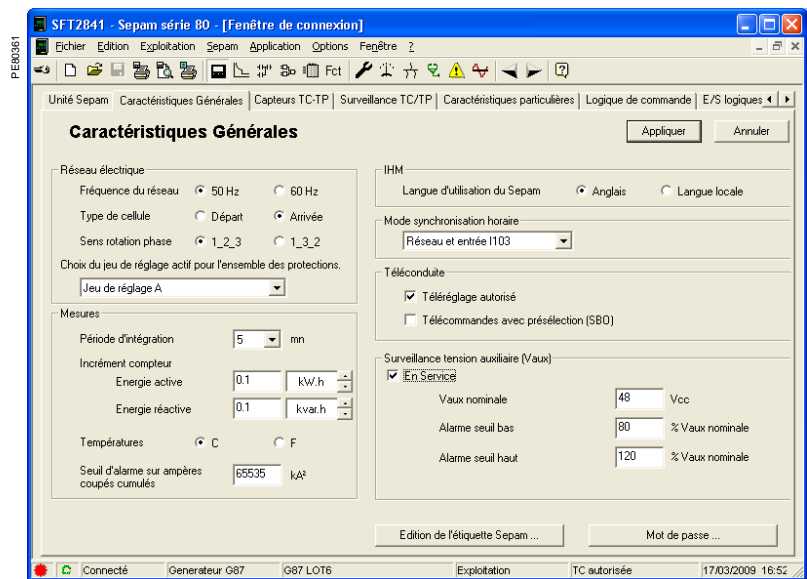 PE80361
SFT2841 - Sepam série 80 - [Fenêtre de connexion]
Fichier Edition Exploitation Sepam Application Options Fenêtre ?
Fct
Unité Sepam Caractéristiques Générales Capteurs TC-TP Surveillance TC/TP Caractéristiques particulières Logique de commande E/S logiques
Caractéristiques Générales
Appliquer Annuler
Réseau électrique
Fréquence du réseau 50 Hz 60 Hz
Type de cellule Départ Arrivée
Sens rotation phase 1_2_3 1_3_2
Choix du jeu de réglage actif pour l'ensemble des protections.
Jeu de réglage A
Mesures
Période d'intégration 5 mn
Incrément compteur
Energie active 0.1 kW.h
Energie réactive 0.1 kvar.h
Températures C F
Seuil d'alarme sur ampères
coupés cumulés 65535 kA²
IHM
Langue d'utilisation du Sepam Anglais Langue locale
Mode synchronisation horaire
Réseau et entrée I103
Téléconduite
Téléréglage autorisé
Télécommandes avec présélection (SBO)
Surveillance tension auxiliaire (Vaux)
En Service
Vaux nominale 48 Vcc
Alarme seuil bas 80 % Vaux nominale
Alarme seuil haut 120 % Vaux nominale
Edition de l'étiquette Sepam ... Mot de passe ...
Connecté Generateur G87 G87 LOT6 Exploitation TC autorisée 17/03/2009 16:52